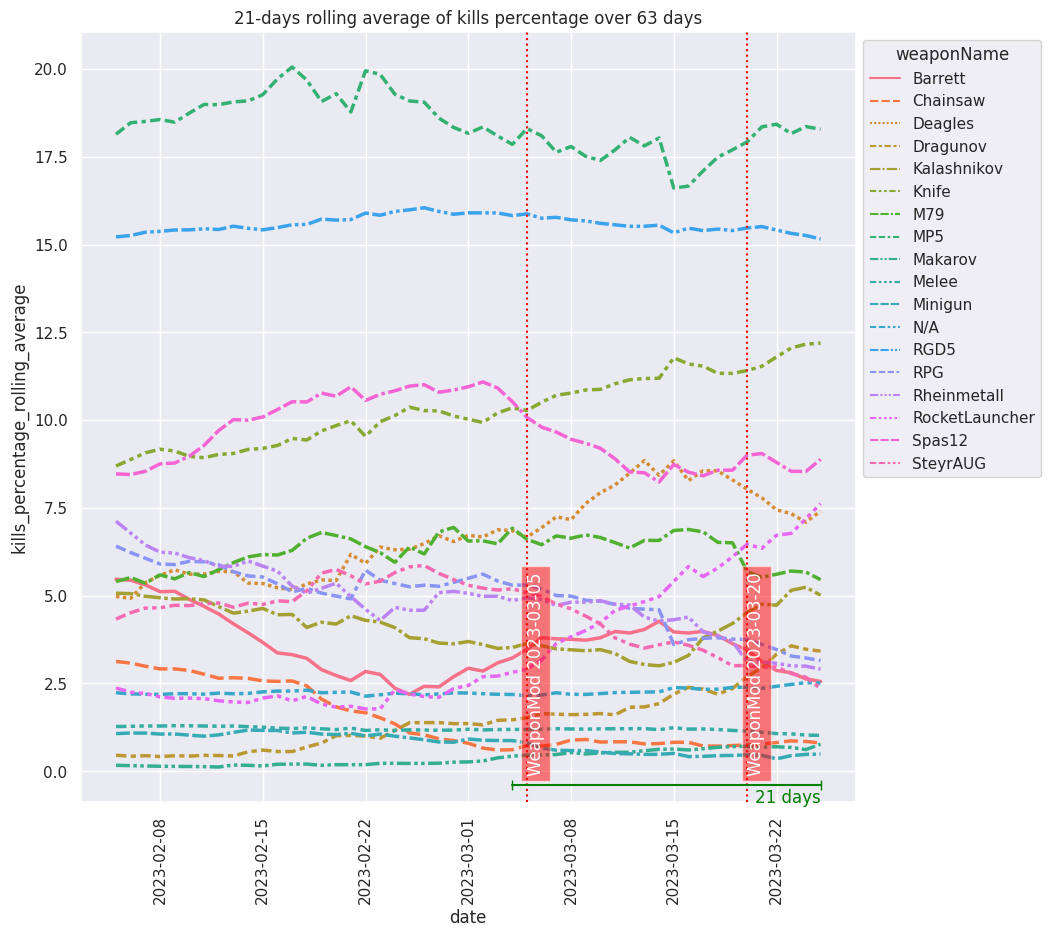 21-days rolling average of kills percentage over 63 days
kills_percentage_rolling_average
20.0
17.5
15.0
12.5
10.0
7.5
5.0
2.5
0.0
WeaponMod 2023-03-05
WeaponMod 2023-03-20
21 days
2023-02-08
2023-02-15
2023-02-22
2023-03-01
2023-03-08
2023-03-15
2023-03-22
date
weaponName
Barrett
Chainsaw
Deagles
Dragunov
Kalashnikov
Knife
M79
MP5
Makarov
Melee
Minigun
N/A
RGD5
RPG
Rheinmetall
RocketLauncher
Spas12
SteyrAUG